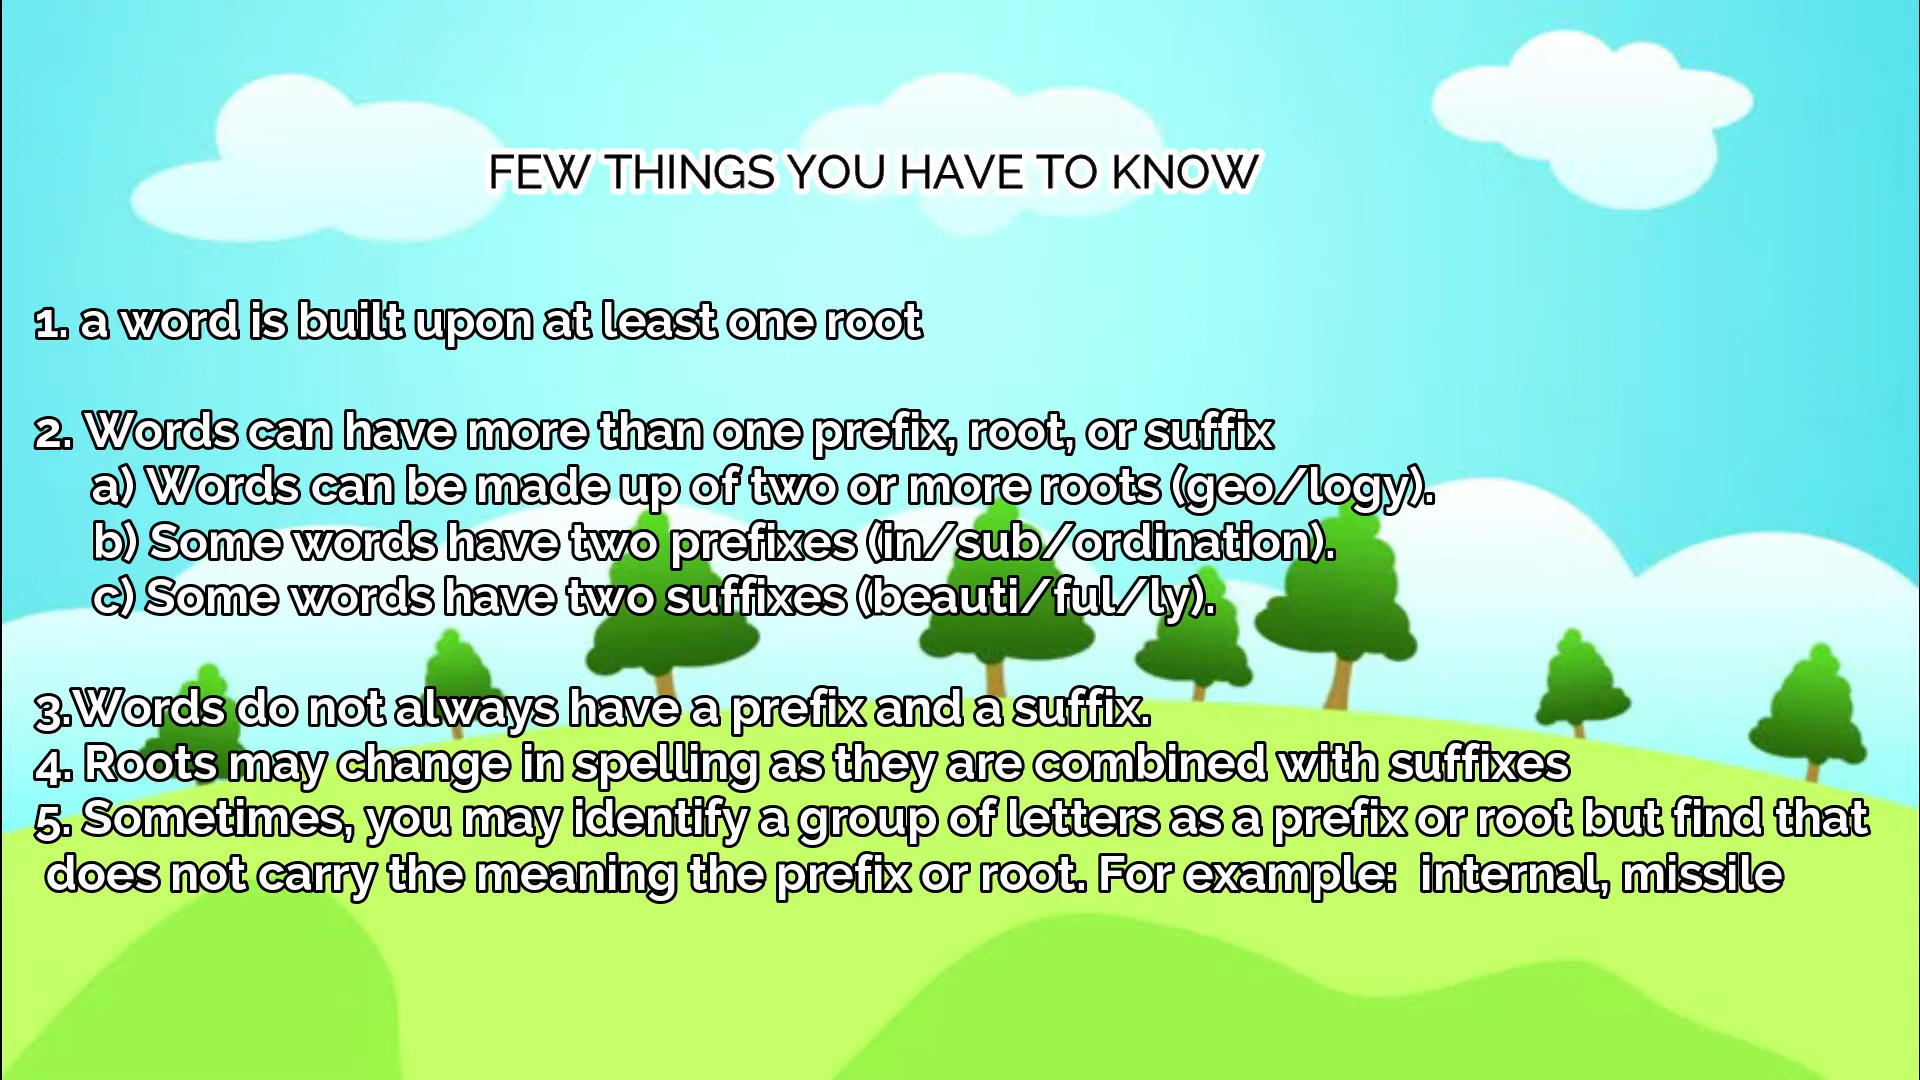 FEW THINGS YOU HAVE TO KNOW
1. a word is built upon at least one root
2. Words can have more than one prefix, root, or suffix
a) Words can be made up of two or more roots (geo/logy).
b) Some words have two prefixes (in/sub/ordination).
c) Some words have two suffixes (beauti/ful/ly).
3.Words do not always have a prefix and a suffix.
4. Roots may change in spelling as they are combined with suffixes
5. Sometimes, you may identify a group of letters as a prefix or root but find that
does not carry the meaning the prefix or root. For example:  internal, missile